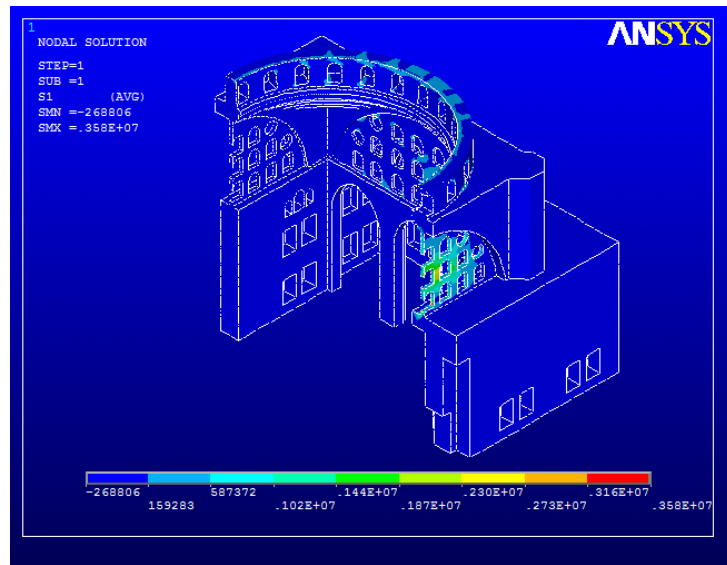 1
NODAL SOLUTION
ANSYS
STEP=1
SUB =1
S1 (AVG)
SMN =-268806
SMX =.358E+07
-268806 587372 .144E+07 .230E+07 .316E+07
159283 .102E+07 .187E+07 .273E+07 .358E+07